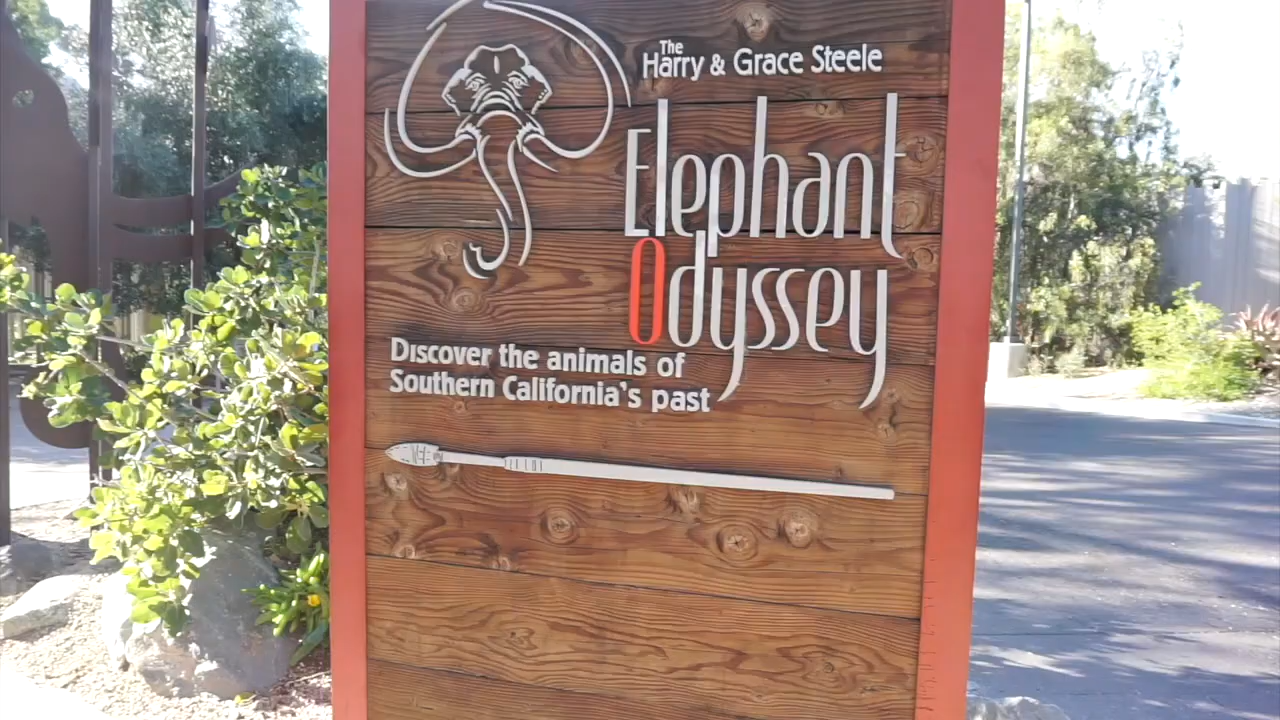 The
Harry & Grace Steele
Elephant
Odyssey
Discover the animals of
Southern California's past